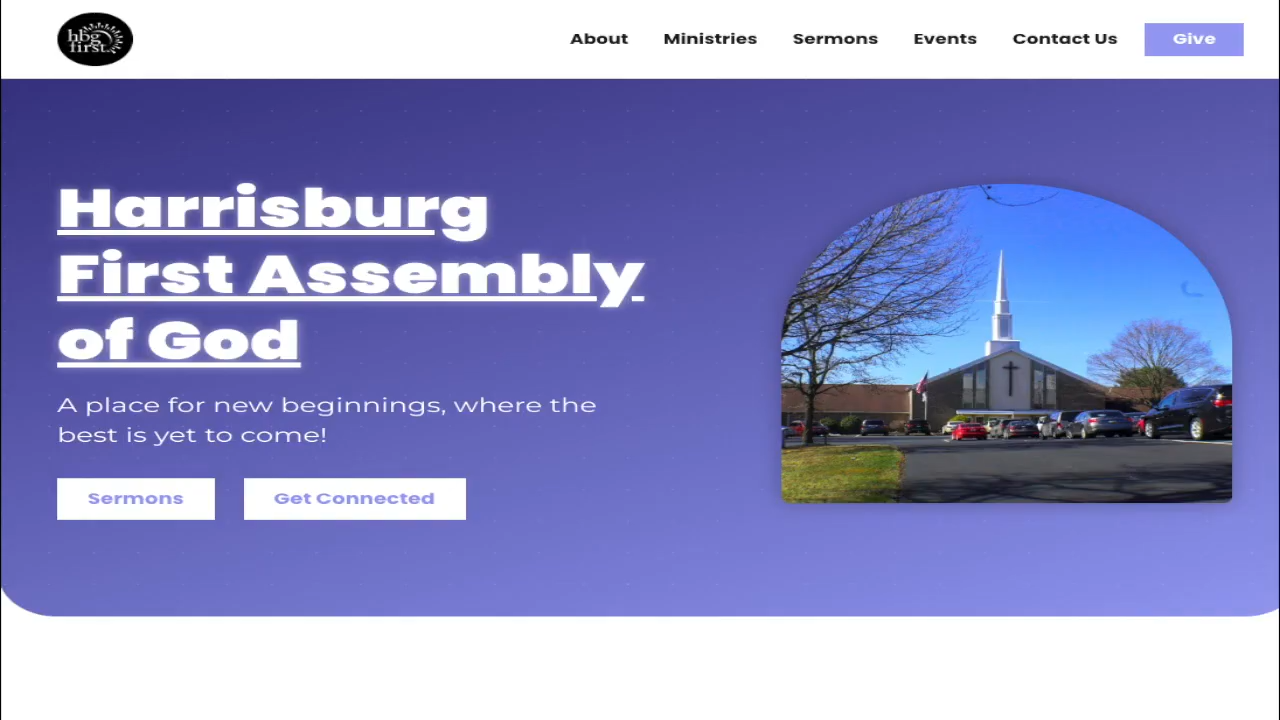 hbg
first.
About Ministries Sermons Events Contact Us Give
Harrisburg
First Assembly
of God
A place for new beginnings, where the
best is yet to come!
Sermons Get Connected